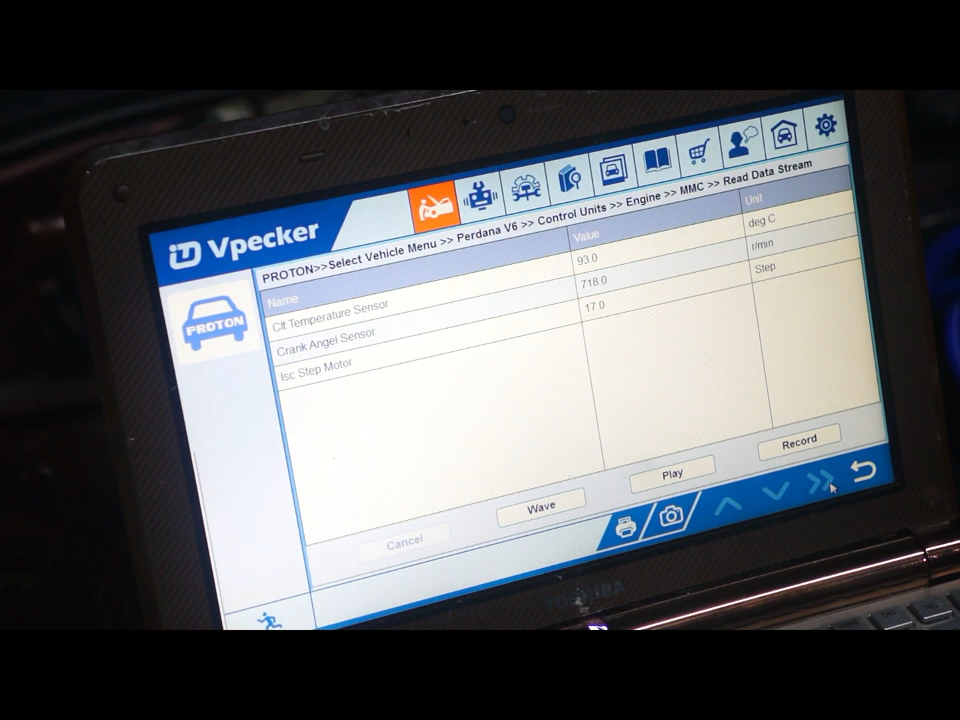 Vpecker
PROTON>>Select Vehicle Menu >> Perdana V6 >> Control Units >> Engine >> MMC >> Read Data Stream
PROTON
Name Value Unit
Clt Temperature Sensor 93.0 deg C
Crank Angel Sensor 718.0 r/min
Isc Step Motor 17.0 Step
Cancel Wave Play Record
TOSHIBA